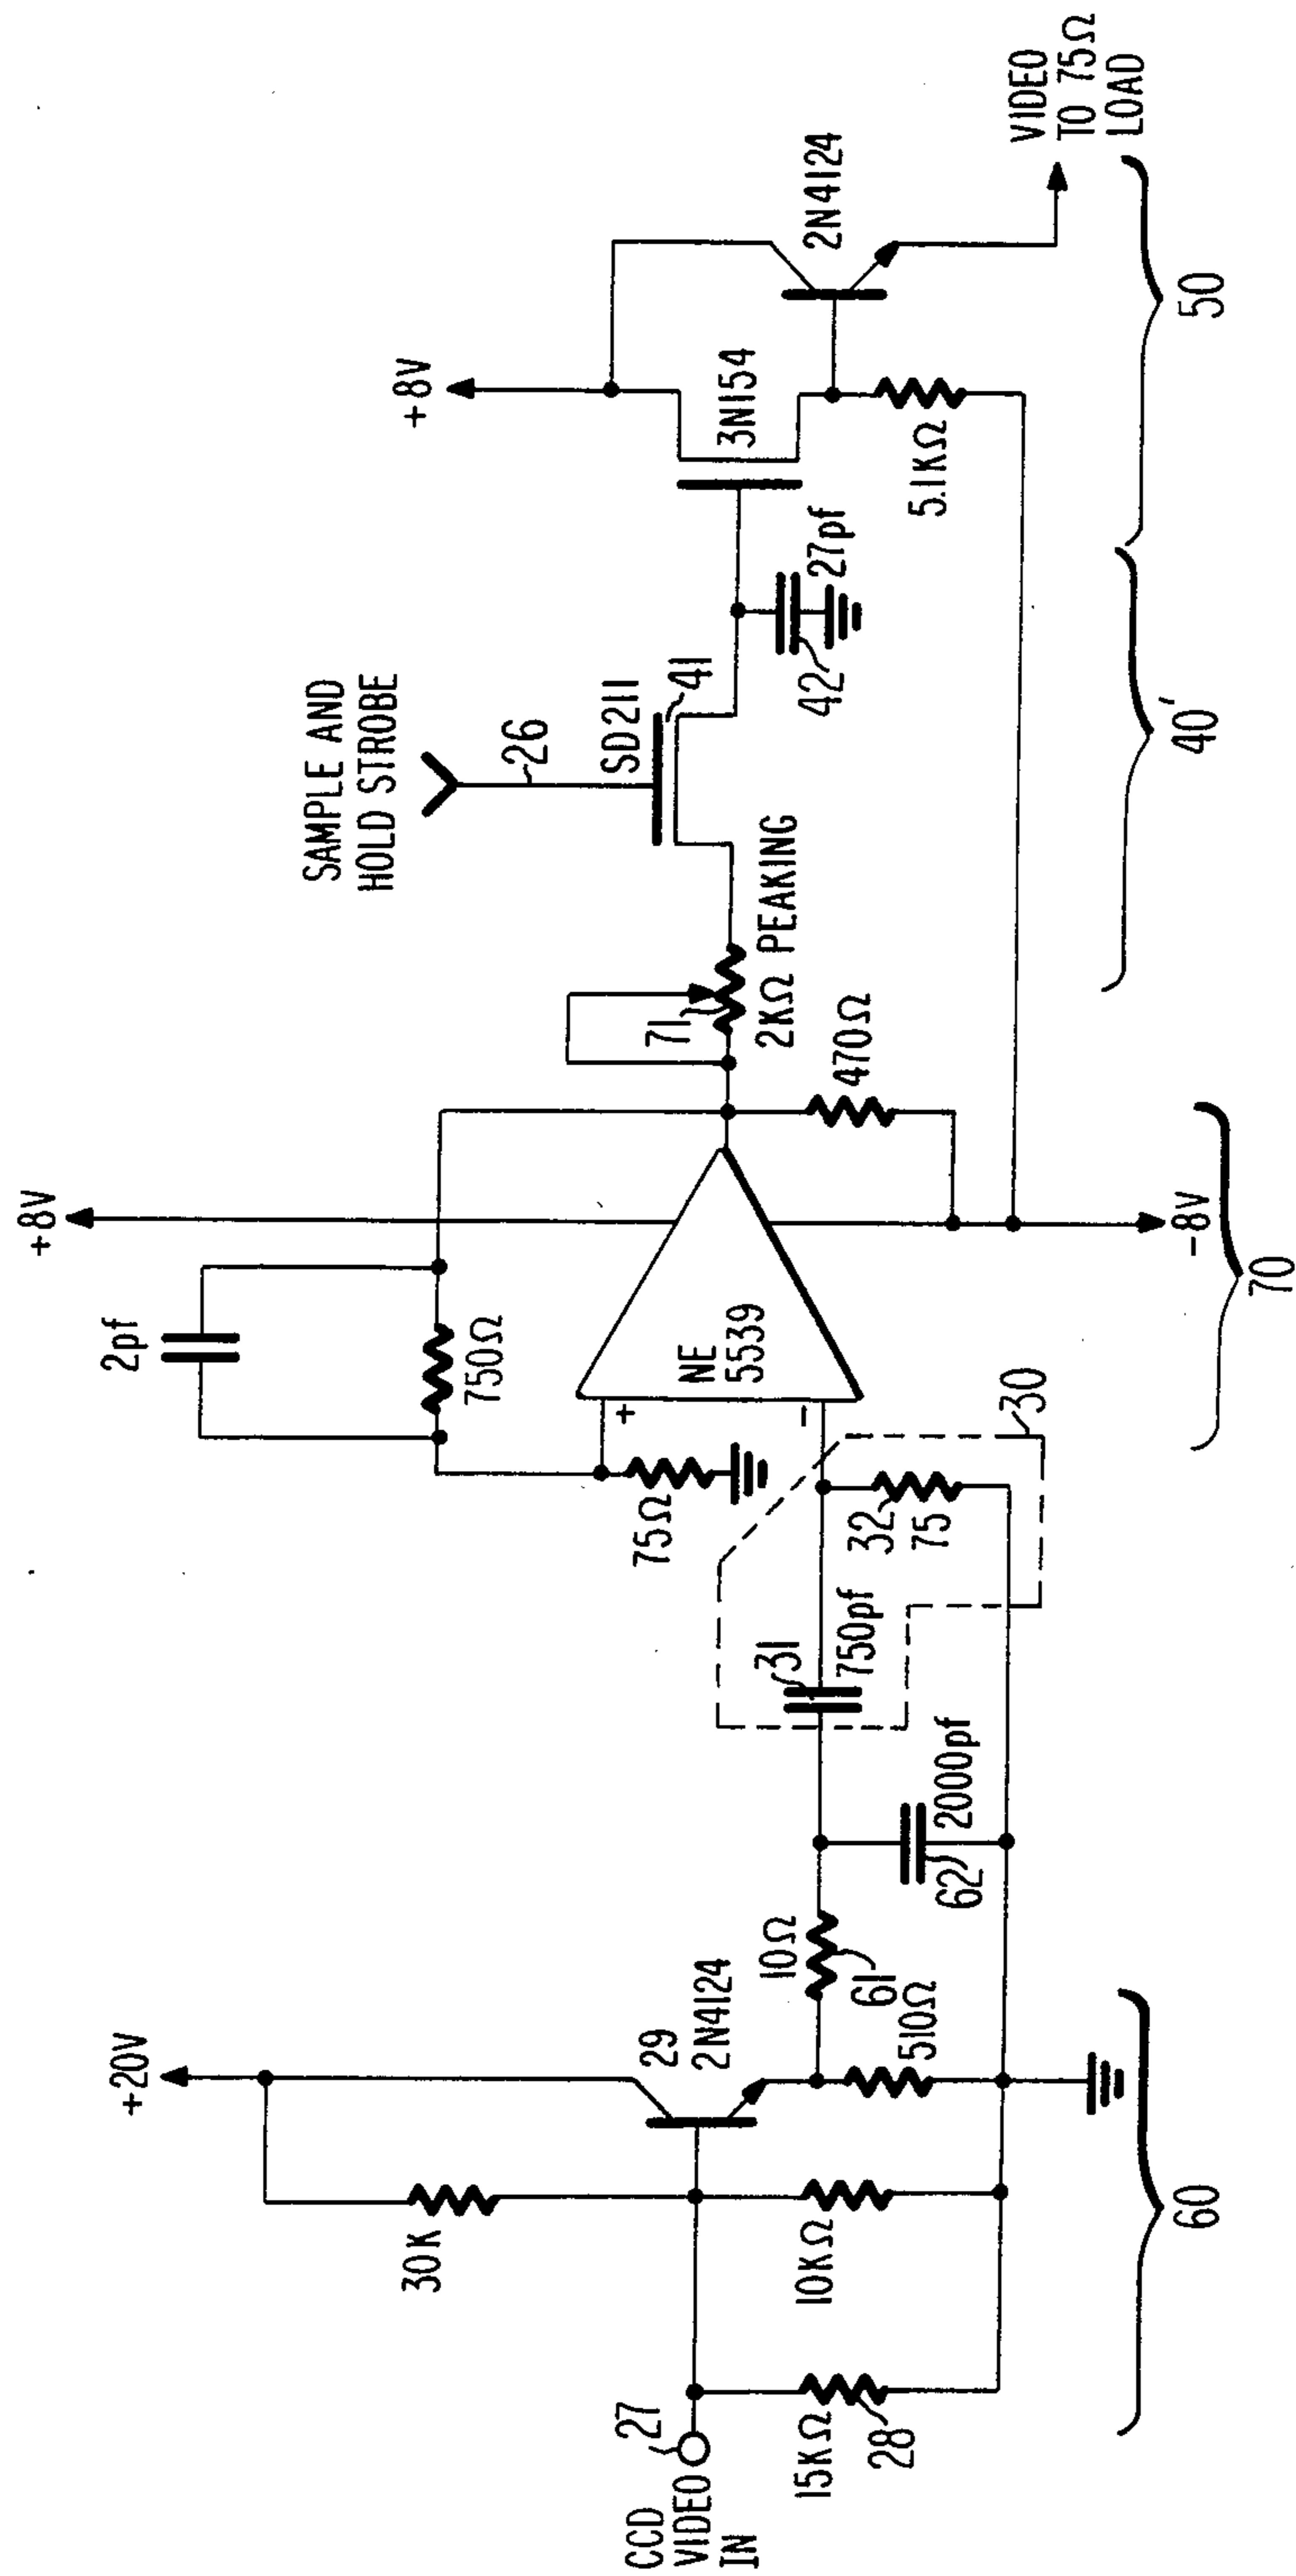 CCD
VIDEO
IN
27
15KΩ
28
30K
10KΩ
+20V
29
2N4124
510Ω
10Ω
61
62
2000pf
60
31
750pf
30
32
75
75Ω
+
-
NE
5539
750Ω
2pf
+8V
-8V
470Ω
70
71
2KΩ PEAKING
SAMPLE AND
HOLD STROBE
26
SD211
41
42
27pf
40'
+8V
3N154
5.1KΩ
2N4124
50
VIDEO
TO 75Ω
LOAD